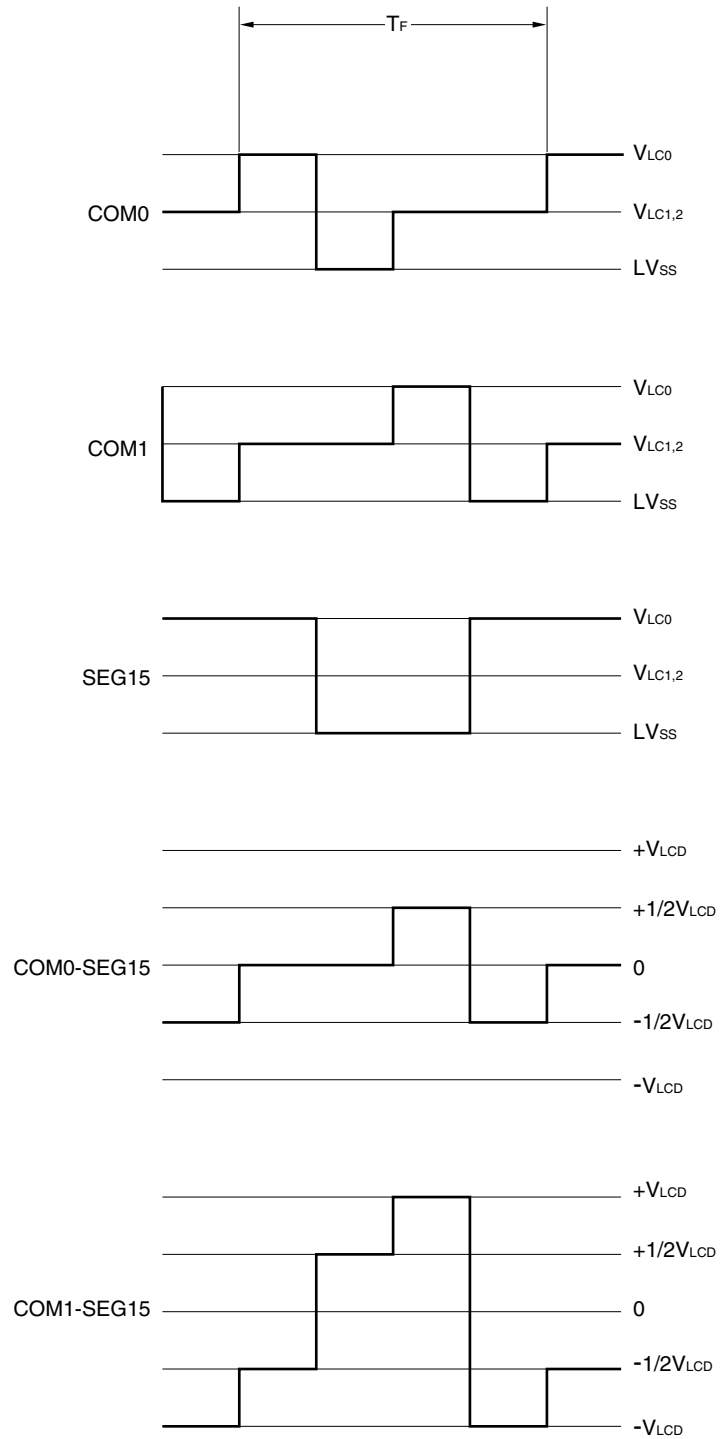 TF
COM0
VLC0
VLC1,2
LVSS
COM1
VLC0
VLC1,2
LVSS
SEG15
VLC0
VLC1,2
LVSS
COM0-SEG15
+VLCD
+1/2VLCD
0
-1/2VLCD
-VLCD
COM1-SEG15
+VLCD
+1/2VLCD
0
-1/2VLCD
-VLCD